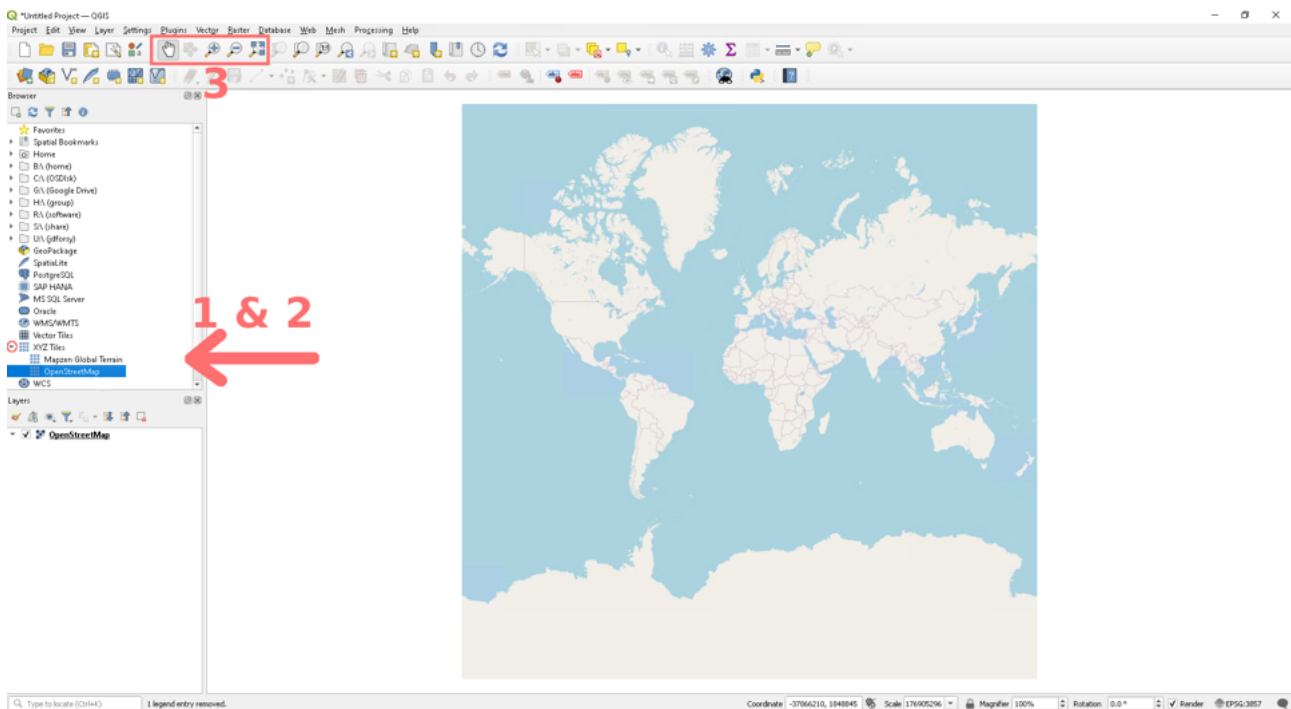 *Untitled Project — QGIS
Project Edit View Layer Settings Plugins Vector Raster Database Web Mesh Processing Help
3
Browser
Favorites
Spatial Bookmarks
Home
B:\ (home)
C:\ (OSDisk)
G:\ (Google Drive)
H:\ (group)
R:\ (software)
S:\ (share)
U:\ (jdforsy)
GeoPackage
SpatiaLite
PostgreSQL
SAP HANA
MS SQL Server
Oracle
WMS/WMTS
Vector Tiles
XYZ Tiles
Mapzen Global Terrain
OpenStreetMap
WCS
1 & 2
Layers
OpenStreetMap
Type to locate (Ctrl+K) 1 legend entry removed. Coordinate -37866210, 1848845 Scale 176905296 Magnifier 100% Rotation 0.0 ° Render EPSG:3857